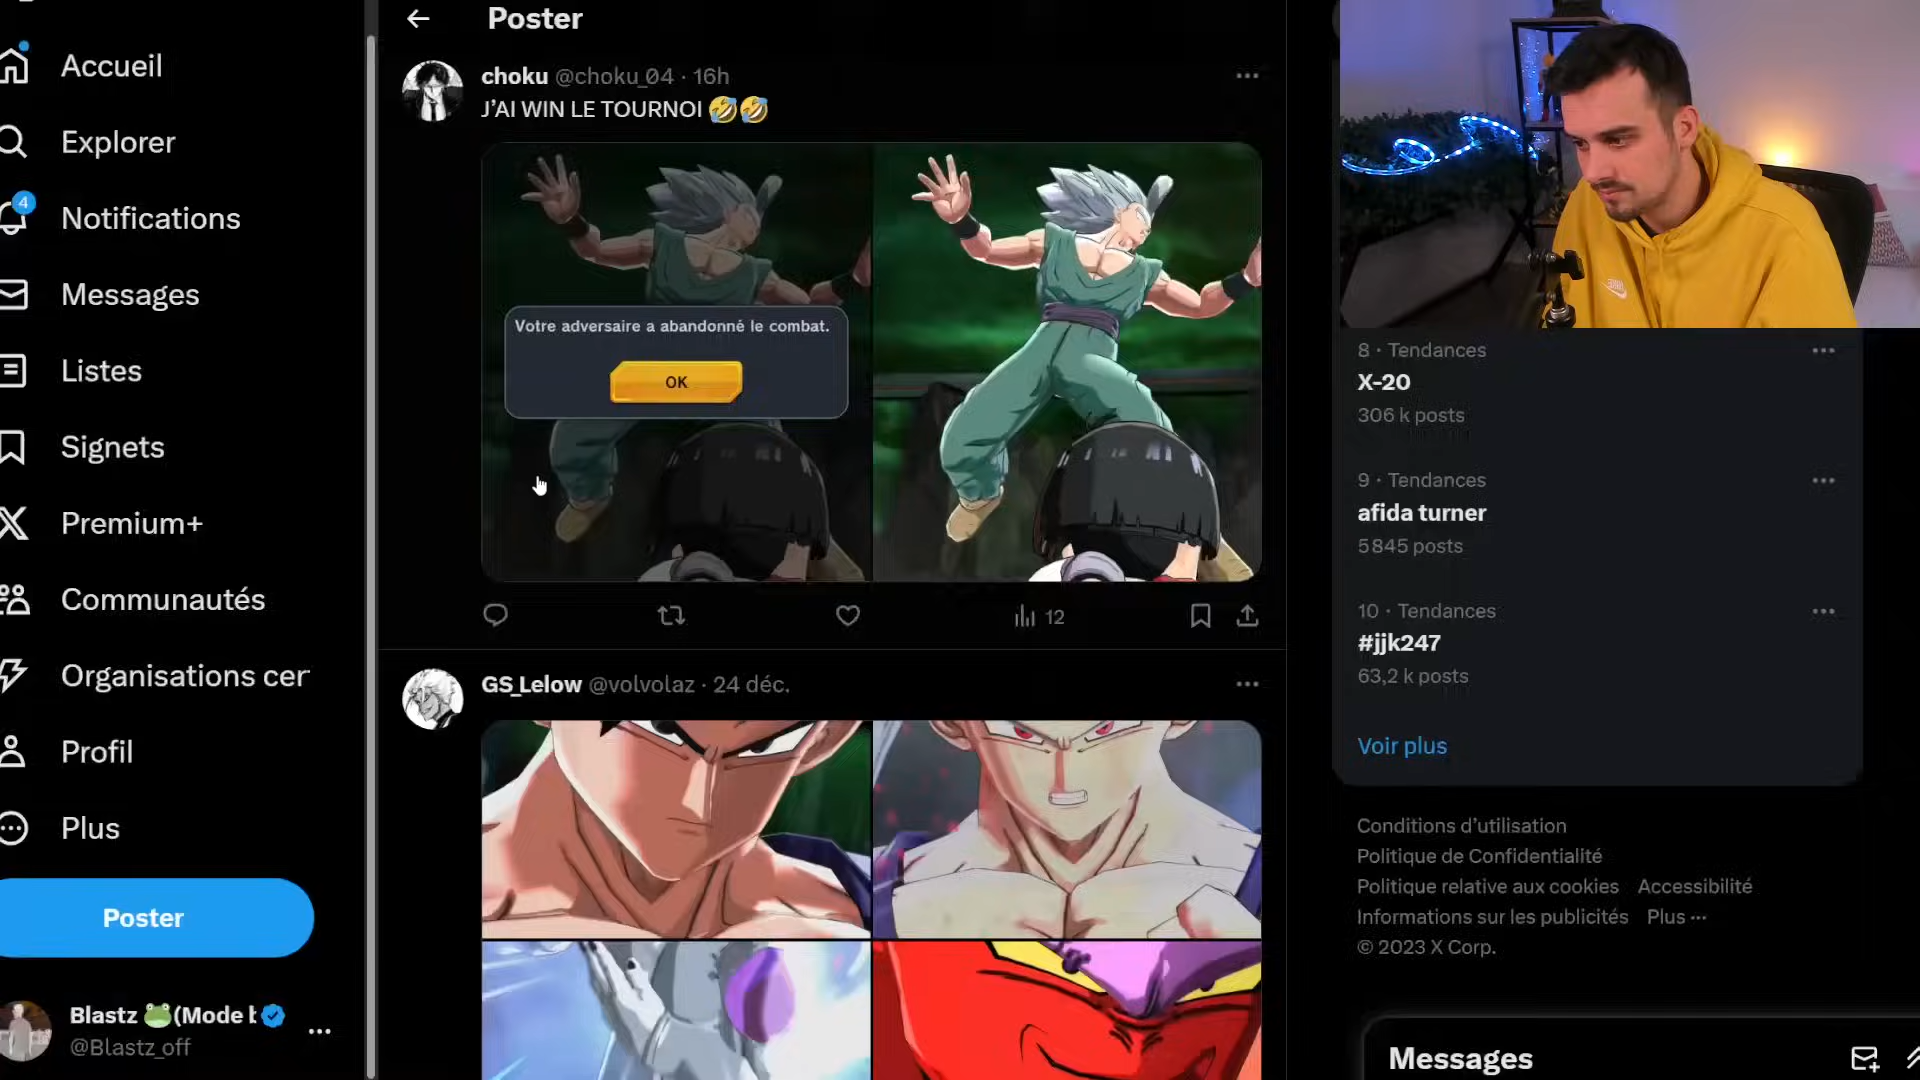 Accueil
Explorer
4
Notifications
Messages
Listes
Signets
Premium+
Communautés
Organisations cer
Profil
Plus
Poster
Blastz 🐸(Mode
@Blastz_off
Poster
choku @choku_04 · 16h
J'AI WIN LE TOURNOI 🤣🤣
Votre adversaire a abandonné le combat.
OK
12
GS_Lelow @volvolaz · 24 déc.
8 · Tendances
X-20
306 k posts
9 · Tendances
afida turner
5 845 posts
10 · Tendances
#jjk247
63,2 k posts
Voir plus
Conditions d'utilisation
Politique de Confidentialité
Politique relative aux cookies Accessibilité
Informations sur les publicités Plus ···
© 2023 X Corp.
Messages